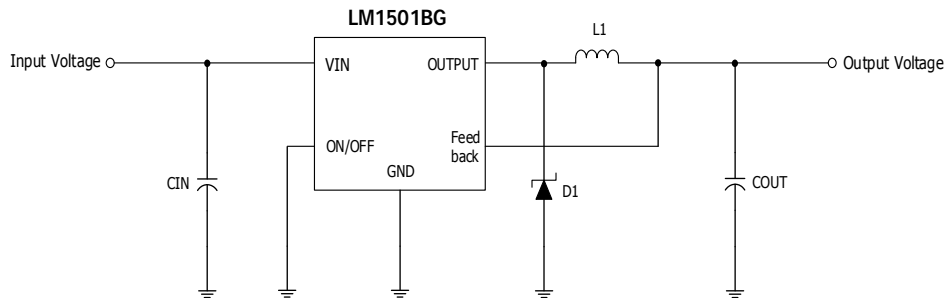 LM1501BG
L1
Input Voltage
VIN
OUTPUT
Output Voltage
ON/OFF
Feed
back
GND
CIN
D1
COUT